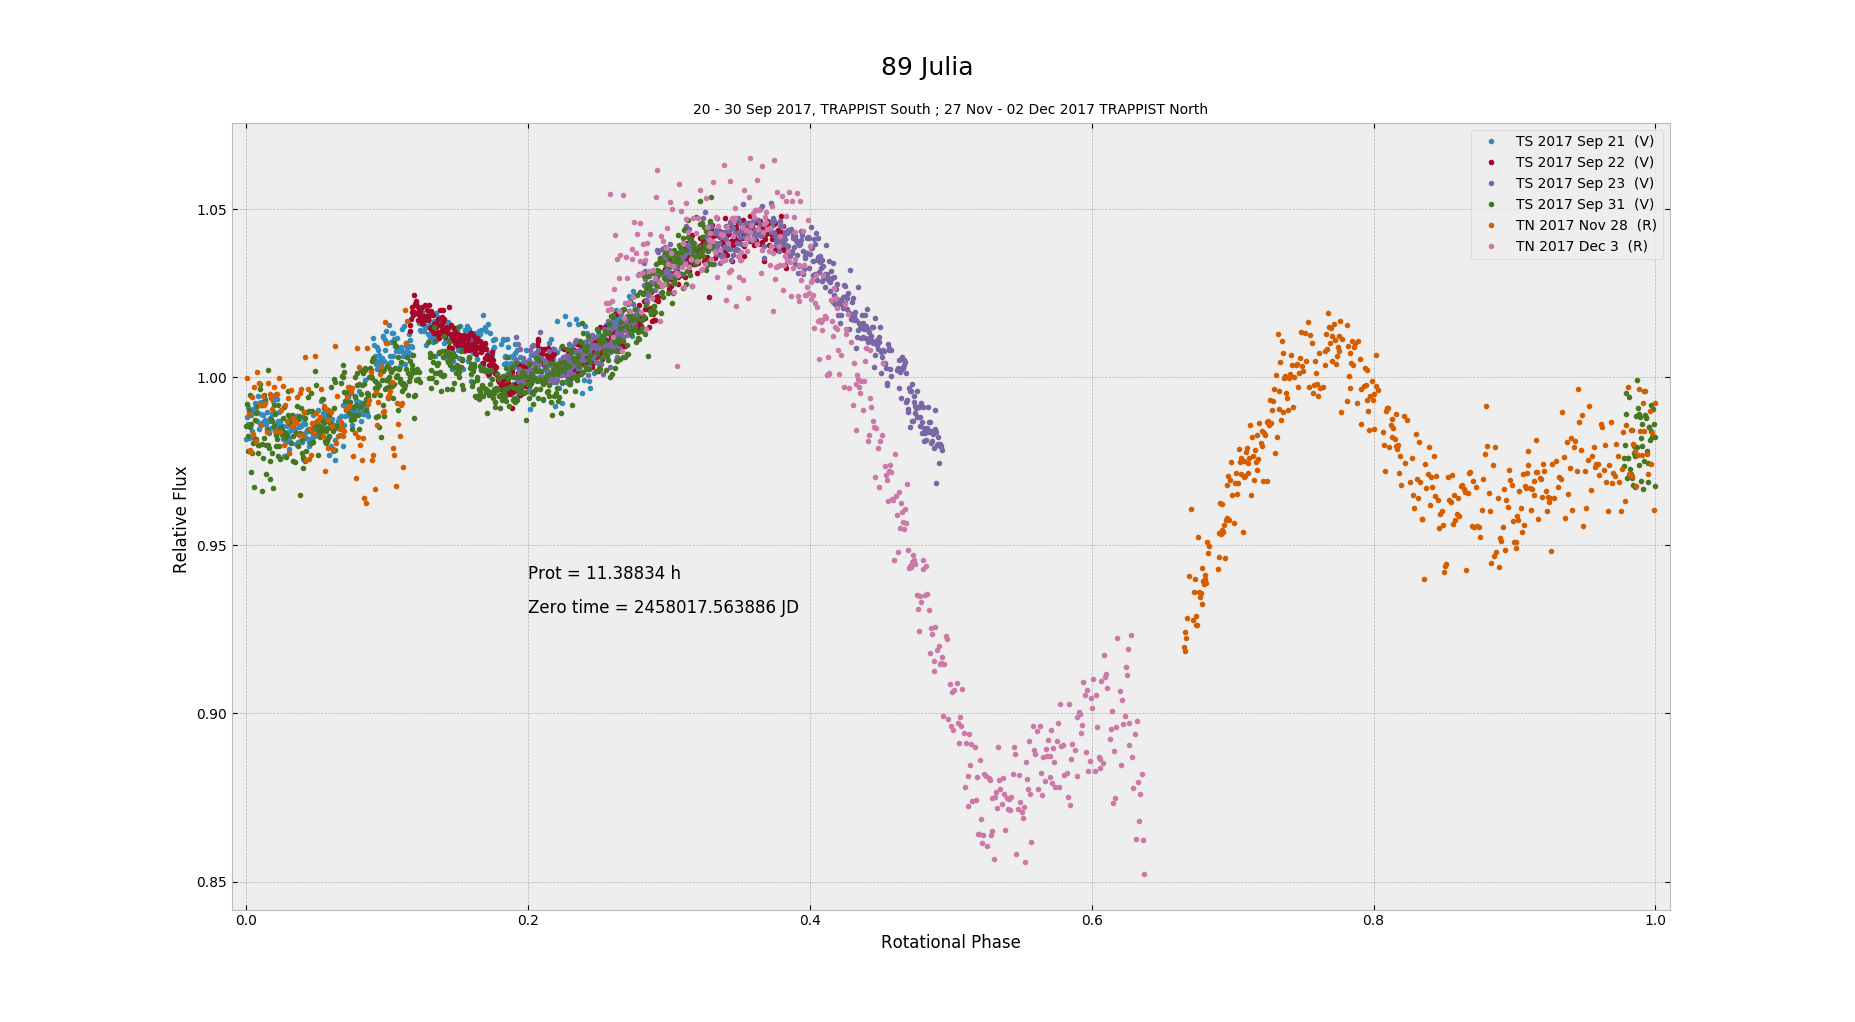 89 Julia
20 - 30 Sep 2017, TRAPPIST South ; 27 Nov - 02 Dec 2017 TRAPPIST North
TS 2017 Sep 21 (V)
TS 2017 Sep 22 (V)
TS 2017 Sep 23 (V)
TS 2017 Sep 31 (V)
TN 2017 Nov 28 (R)
TN 2017 Dec 3 (R)
1.05
1.00
0.95
0.90
0.85
Relative Flux
Prot = 11.38834 h
Zero time = 2458017.563886 JD
0.0 0.2 0.4 0.6 0.8 1.0
Rotational Phase